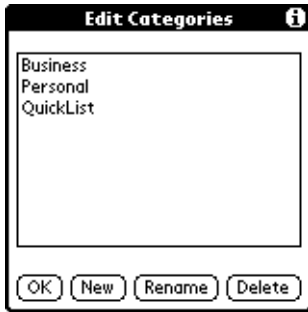 Edit Categories i
Business
Personal
QuickList
OK New Rename Delete